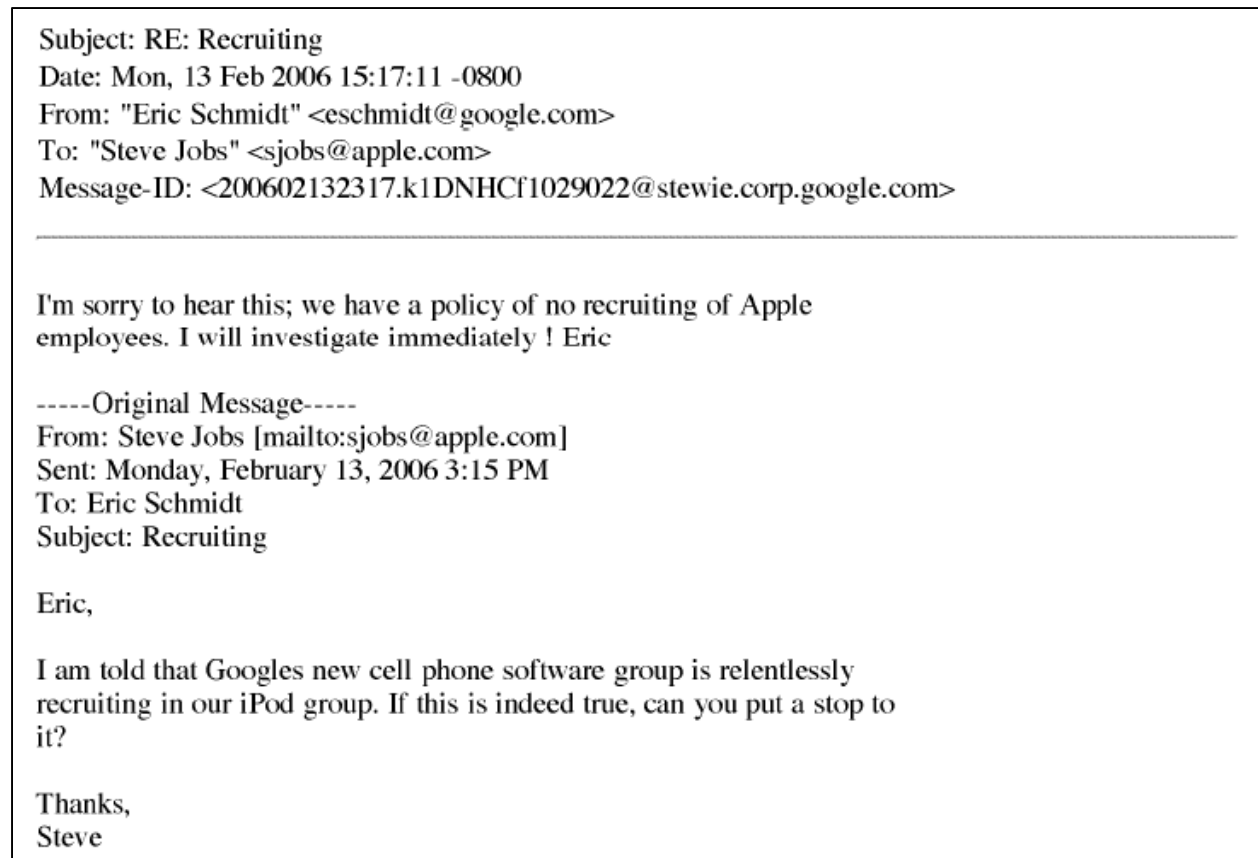 Subject: RE: Recruiting
Date: Mon, 13 Feb 2006 15:17:11 -0800
From: "Eric Schmidt" <eschmidt@google.com>
To: "Steve Jobs" <sjobs@apple.com>
Message-ID: <200602132317.k1DNHCf1029022@stewie.corp.google.com>
I'm sorry to hear this; we have a policy of no recruiting of Apple
employees. I will investigate immediately ! Eric
-----Original Message-----
From: Steve Jobs [mailto:sjobs@apple.com]
Sent: Monday, February 13, 2006 3:15 PM
To: Eric Schmidt
Subject: Recruiting
Eric,
I am told that Googles new cell phone software group is relentlessly
recruiting in our iPod group. If this is indeed true, can you put a stop to
it?
Thanks,
Steve